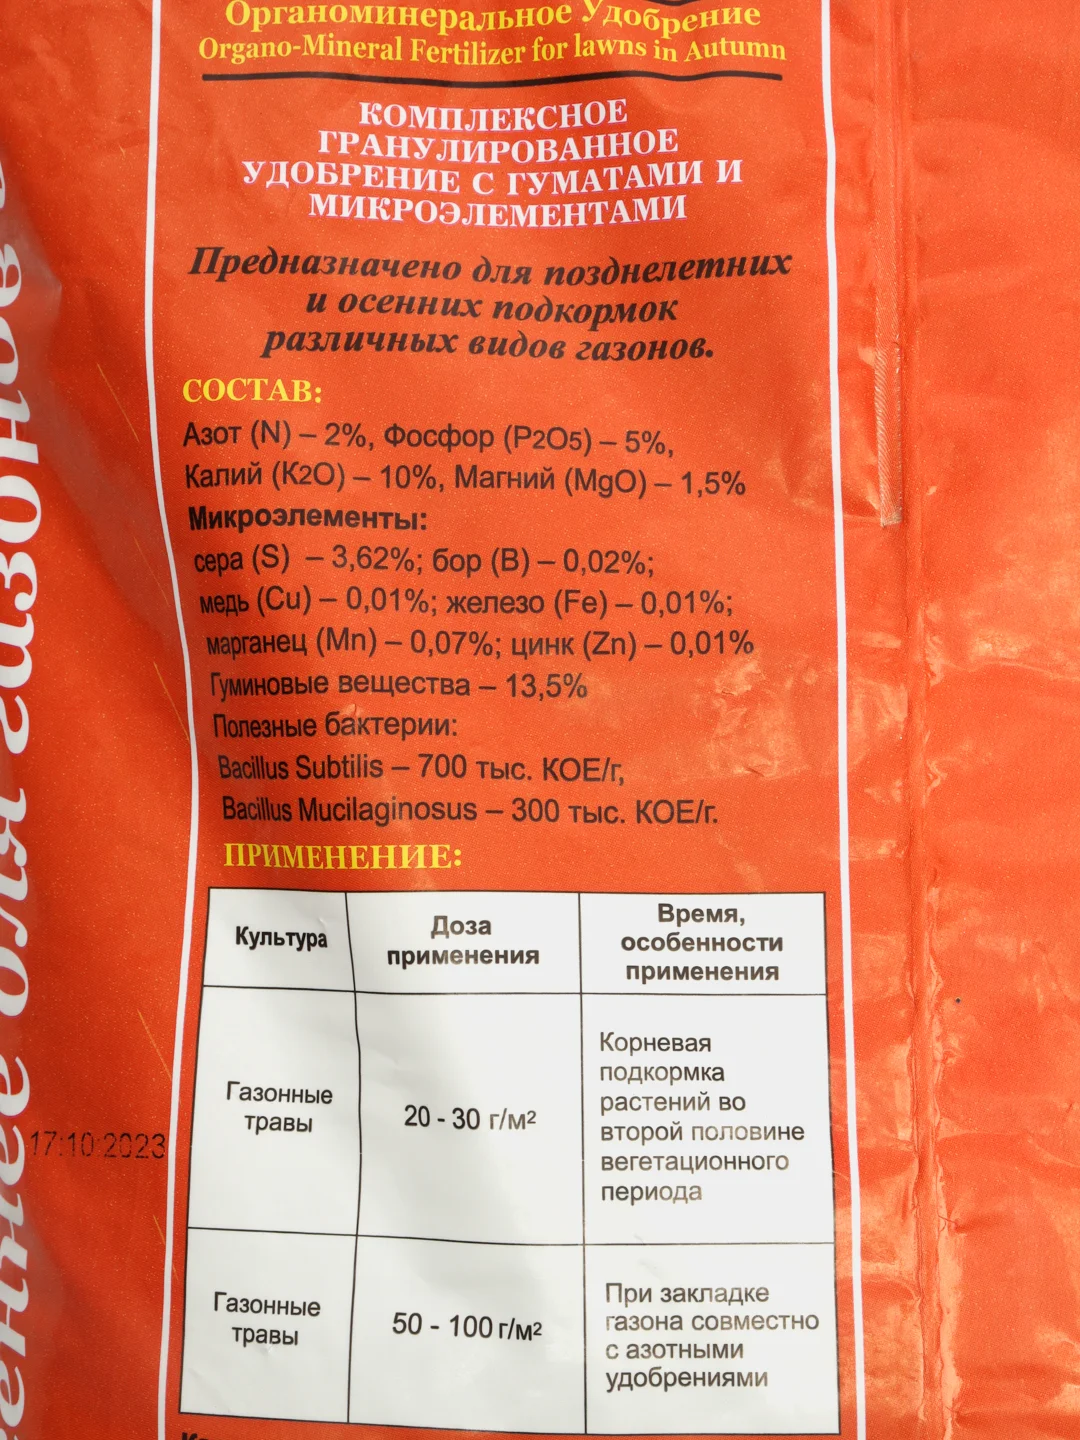 Органоминеральное Удобрение
Organo-Mineral Fertilizer for lawns in Autumn
КОМПЛЕКСНОЕ
ГРАНУЛИРОВАННОЕ
УДОБРЕНИЕ С ГУМАТАМИ И
МИКРОЭЛЕМЕНТАМИ
Предназначено для позднелетних
и осенних подкормок
различных видов газонов.
СОСТАВ:
Азот (N) – 2%, Фосфор (P2O5) – 5%,
Калий (К2О) – 10%, Магний (MgO) – 1,5%
Микроэлементы:
сера (S) – 3,62%; бор (B) – 0,02%;
медь (Cu) – 0,01%; железо (Fe) – 0,01%;
марганец (Mn) – 0,07%; цинк (Zn) – 0,01%
Гуминовые вещества – 13,5%
Полезные бактерии:
Bacillus Subtilis – 700 тыс. КОЕ/г,
Bacillus Mucilaginosus – 300 тыс. КОЕ/г.
ПРИМЕНЕНИЕ:
Культура
Доза
применения
Время,
особенности
применения
Газонные
травы
20 - 30 г/м²
Корневая
подкормка
растений во
второй половине
вегетационного
периода
Газонные
травы
50 - 100 г/м²
При закладке
газона совместно
с азотными
удобрениями
17:10:2023
для газонов